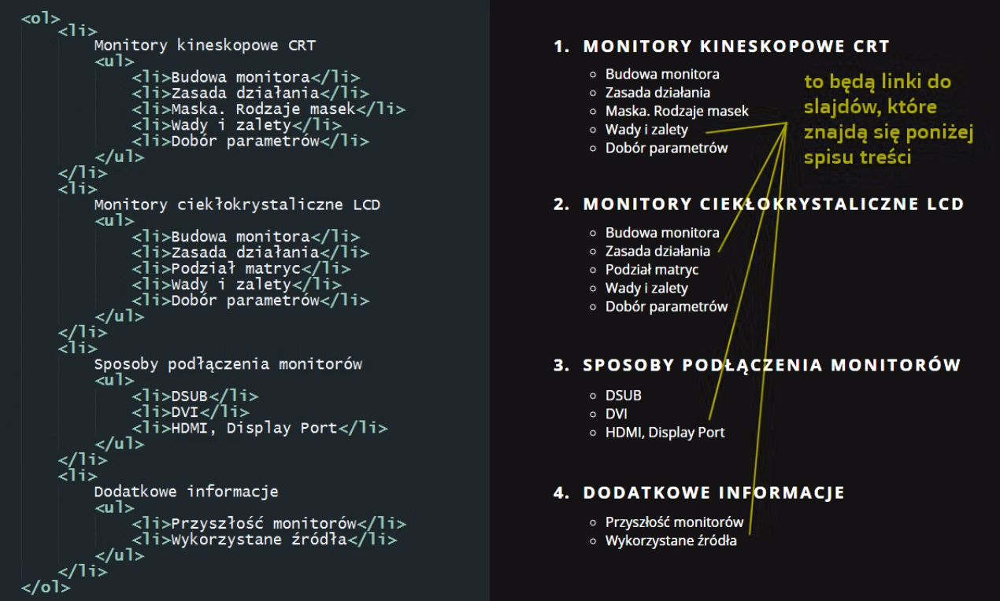 <ol>
<li>
Monitory kineskopowe CRT
<ul>
<li>Budowa monitora</li>
<li>Zasada działania</li>
<li>Maska. Rodzaje masek</li>
<li>Wady i zalety</li>
<li>Dobór parametrów</li>
</ul>
</li>
<li>
Monitory ciekłokrystaliczne LCD
<ul>
<li>Budowa monitora</li>
<li>Zasada działania</li>
<li>Podział matryc</li>
<li>Wady i zalety</li>
<li>Dobór parametrów</li>
</ul>
</li>
<li>
Sposoby podłączenia monitorów
<ul>
<li>DSUB</li>
<li>DVI</li>
<li>HDMI, Display Port</li>
</ul>
</li>
<li>
Dodatkowe informacje
<ul>
<li>Przyszłość monitorów</li>
<li>Wykorzystane źródła</li>
</ul>
</li>
</ol>
1. MONITORY KINESKOPOWE CRT
Budowa monitora
Zasada działania
Maska. Rodzaje masek
Wady i zalety
Dobór parametrów
to będą linki do
slajdów, które
znajdą się poniżej
spisu treści
2. MONITORY CIEKŁOKRYSTALICZNE LCD
Budowa monitora
Zasada działania
Podział matryc
Wady i zalety
Dobór parametrów
3. SPOSOBY PODŁĄCZENIA MONITORÓW
DSUB
DVI
HDMI, Display Port
4. DODATKOWE INFORMACJE
Przyszłość monitorów
Wykorzystane źródła